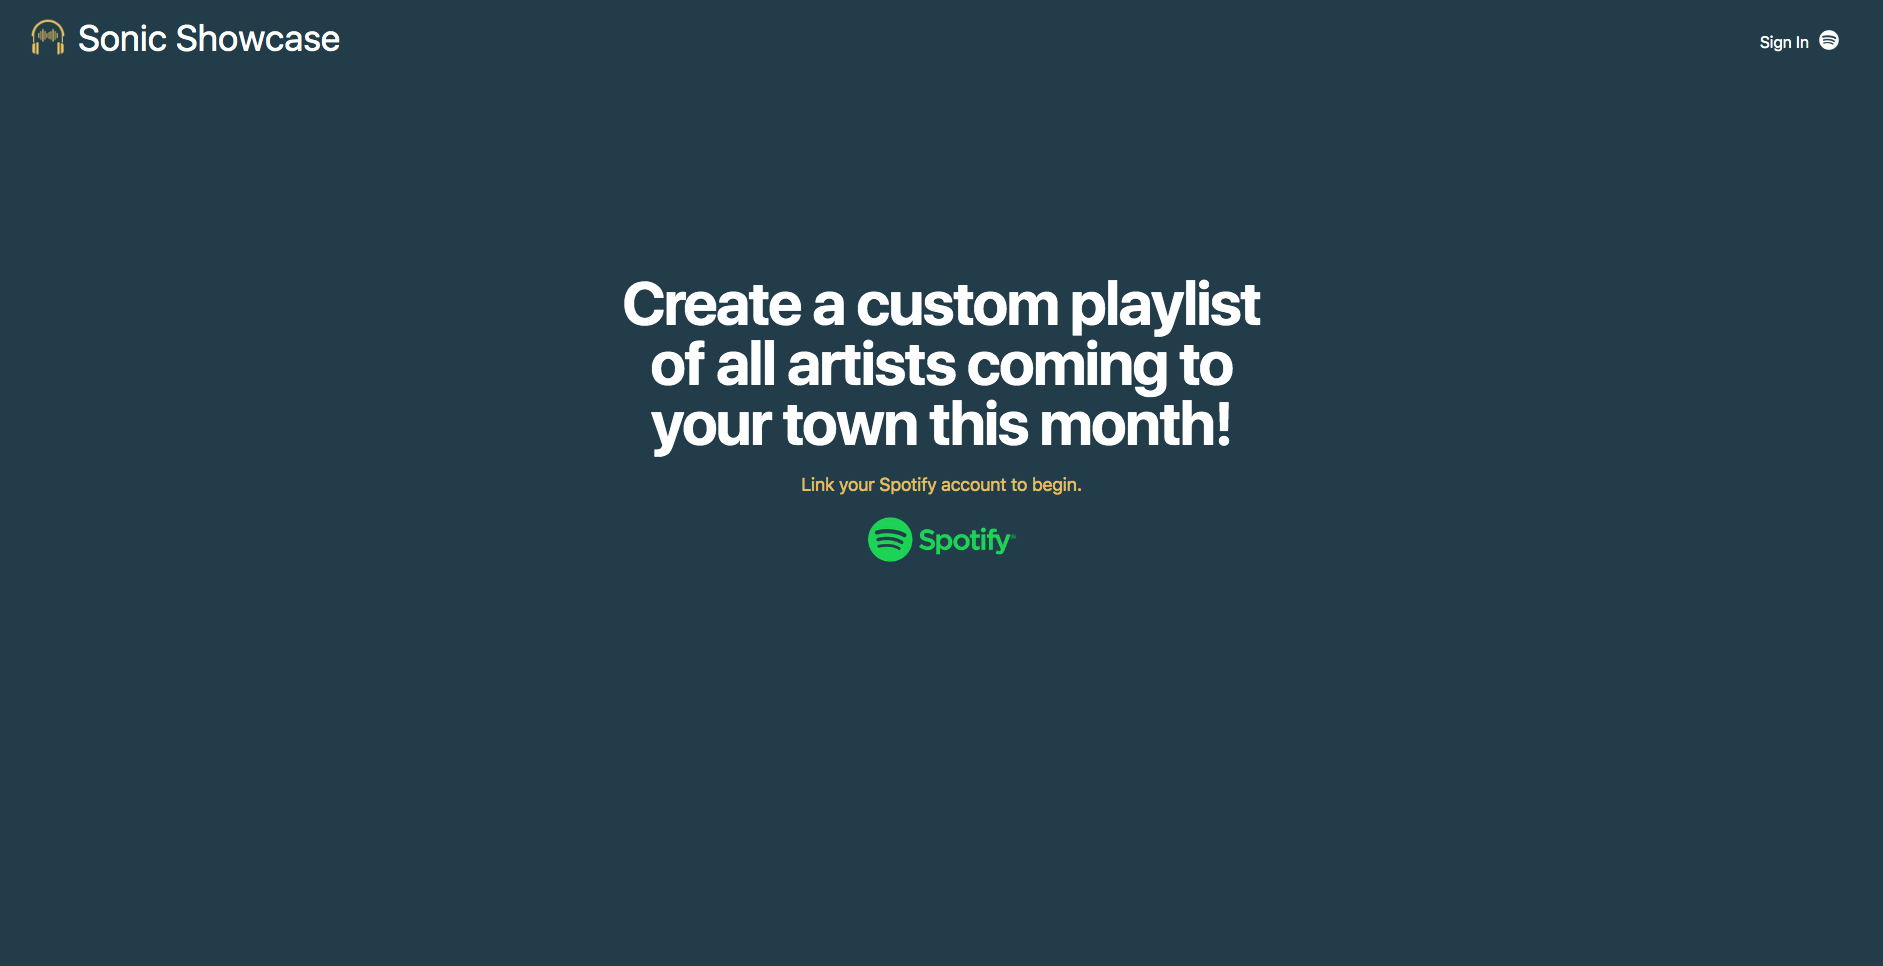 Sonic Showcase
Sign In
Create a custom playlist
of all artists coming to
your town this month!
Link your Spotify account to begin.
Spotify